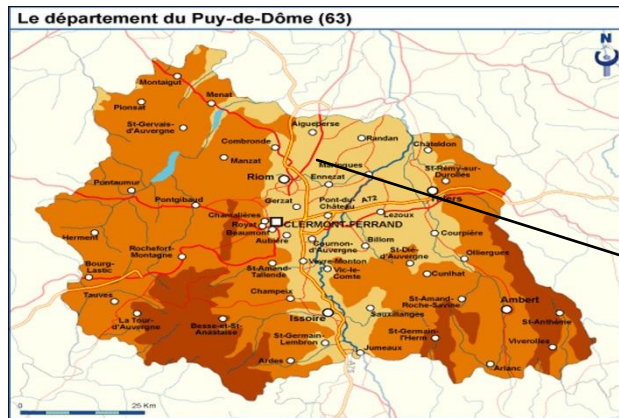 Le département du Puy-de-Dôme (63)
N
Montaigut
Pionsat
Menat
St-Gervais-
d'Auvergne
Aigueperse
Combronde
Randan
Manzat
Maringues
Châteldon
St-Rémy-sur-
Durolles
Riom
Ennezat
Thiers
Pontaumur
Pontgibaud
Gerzat
Pont-du-
Château
A72
Lezoux
Chamalières
Royat
CLERMONT-FERRAND
Beaumont
Aubière
Cournon-
d'Auvergne
Billom
Courpière
Herment
Rochefort-
Montagne
Veyre-Monton
Vic-le-
Comte
St-Dié-
d'Auvergne
Olliergues
Bourg-
Lastic
St-Amand-
Tallende
Cunlhat
Tauves
Champeix
St-Amand-
Roche-Savine
Ambert
La Tour-
d'Auvergne
Besse-et-St-
Anastaise
Issoire
Sauxillanges
St-Anthème
St-Germain-
Lembron
St-Germain-
l'Herm
Viverolles
Ardes
Jumeaux
Arlanc
0
25 Km